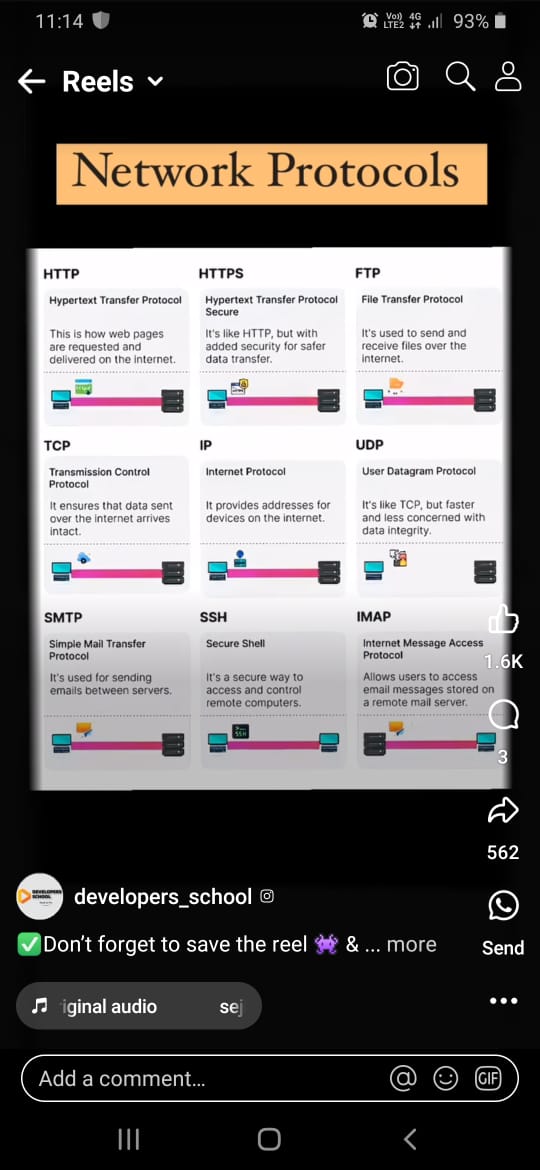 11:14
Vo)) 4G
LTE2
93%
Reels
Network Protocols
HTTP
Hypertext Transfer Protocol
This is how web pages
are requested and
delivered on the internet.
HTTPS
Hypertext Transfer Protocol
Secure
It's like HTTP, but with
added security for safer
data transfer.
FTP
File Transfer Protocol
It's used to send and
receive files over the
internet.
TCP
Transmission Control
Protocol
It ensures that data sent
over the internet arrives
intact.
IP
Internet Protocol
It provides addresses for
devices on the internet.
UDP
User Datagram Protocol
It's like TCP, but faster
and less concerned with
data integrity.
SMTP
Simple Mail Transfer
Protocol
It's used for sending
emails between servers.
SSH
Secure Shell
It's a secure way to
access and control
remote computers.
SSH
IMAP
Internet Message Access
Protocol
Allows users to access
email messages stored on
a remote mail server.
1.6K
3
562
DEVELOPERS
SCHOOL
developers_school
✅Don't forget to save the reel 👾 & ... more
Send
iginal audio sej
Add a comment...
GIF